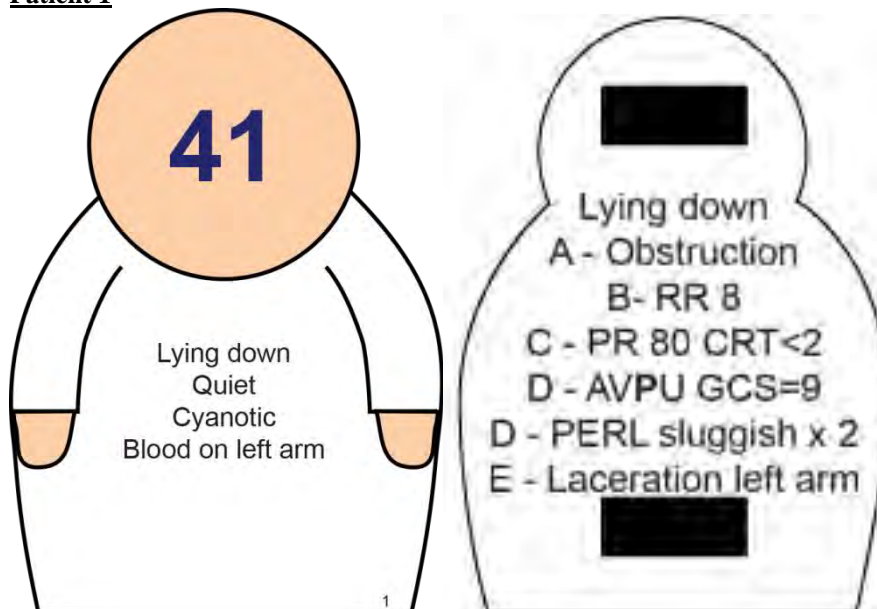 Patient 1
41
Lying down
Quiet
Cyanotic
Blood on left arm
1
Lying down
A - Obstruction
B- RR 8
C - PR 80 CRT<2
D - AVPU GCS=9
D - PERL sluggish x 2
E - Laceration left arm